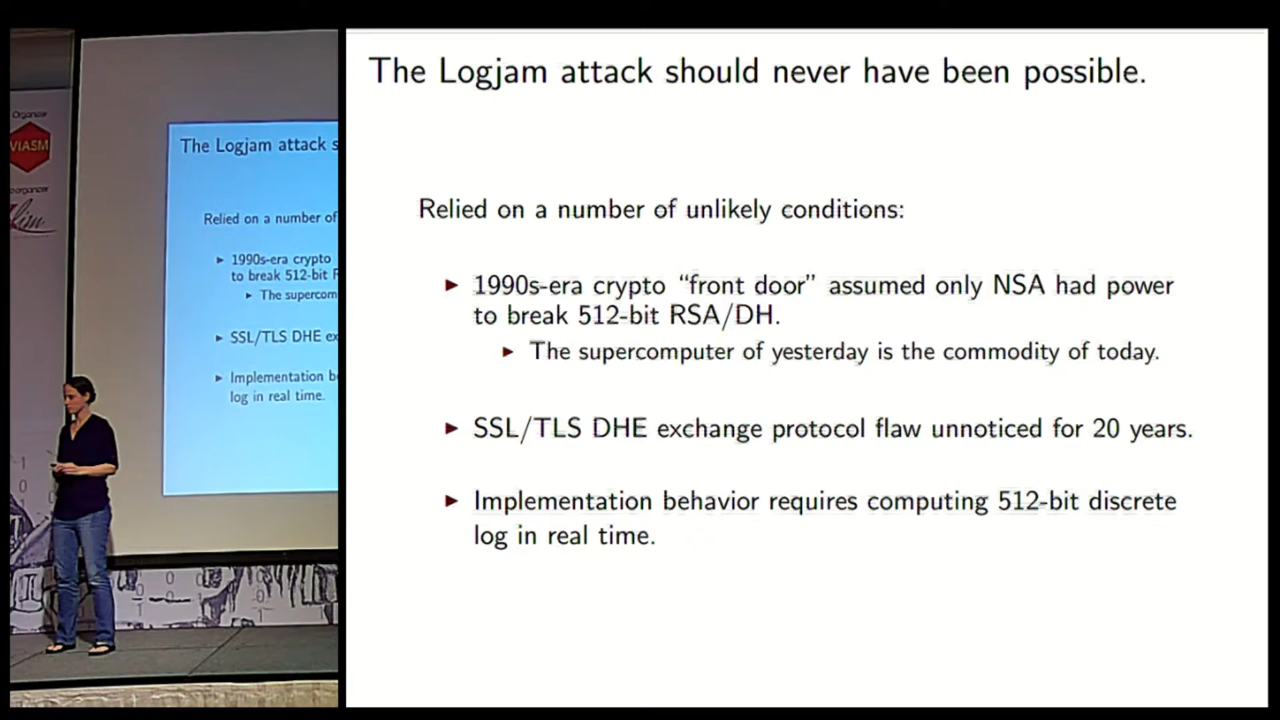 Organizer
VIASM
The Logjam attack s
Relied on a number of
▸ 1990s-era crypto
to break 512-bit R
▸ The supercom
▸ SSL/TLS DHE ex
▸ Implementation b
log in real time.
The Logjam attack should never have been possible.
Relied on a number of unlikely conditions:
▸ 1990s-era crypto “front door” assumed only NSA had power
to break 512-bit RSA/DH.
▸ The supercomputer of yesterday is the commodity of today.
▸ SSL/TLS DHE exchange protocol flaw unnoticed for 20 years.
▸ Implementation behavior requires computing 512-bit discrete
log in real time.